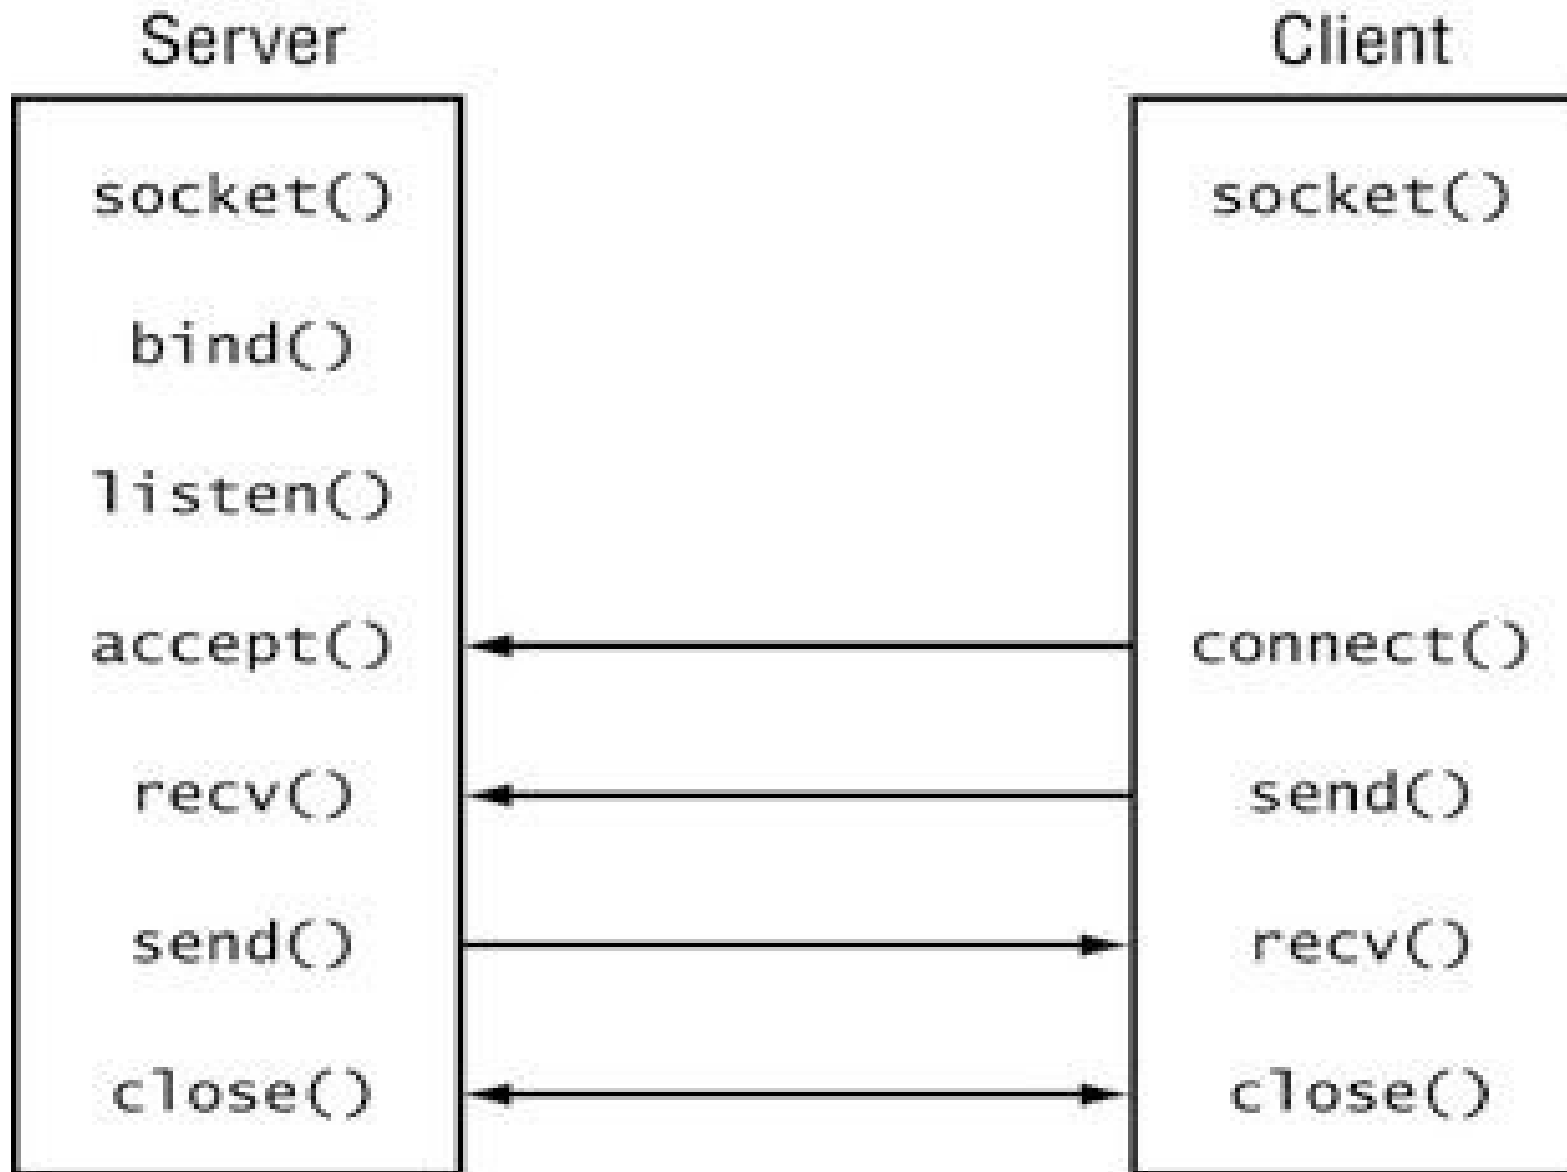 Server
socket()
bind()
listen()
accept()
recv()
send()
close()
Client
socket()
connect()
send()
recv()
close()